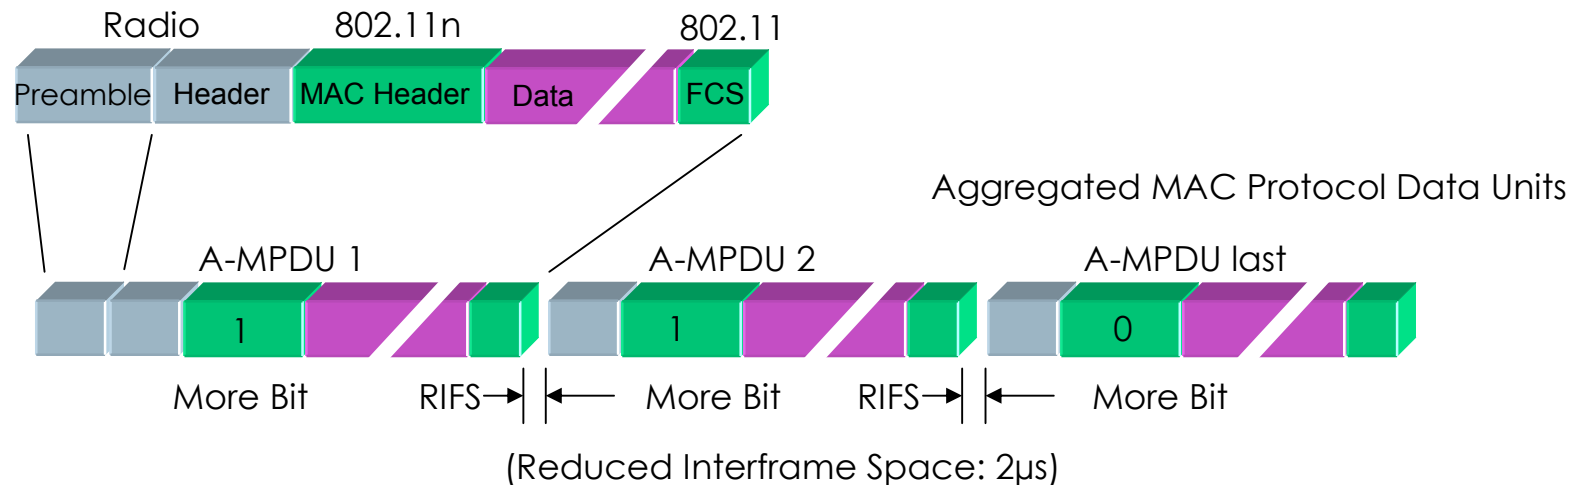 Radio 802.11n 802.11
Preamble Header MAC Header Data FCS
Aggregated MAC Protocol Data Units
A-MPDU 1 A-MPDU 2 A-MPDU last
1 1 0
More Bit RIFS More Bit RIFS More Bit
(Reduced Interframe Space: 2µs)